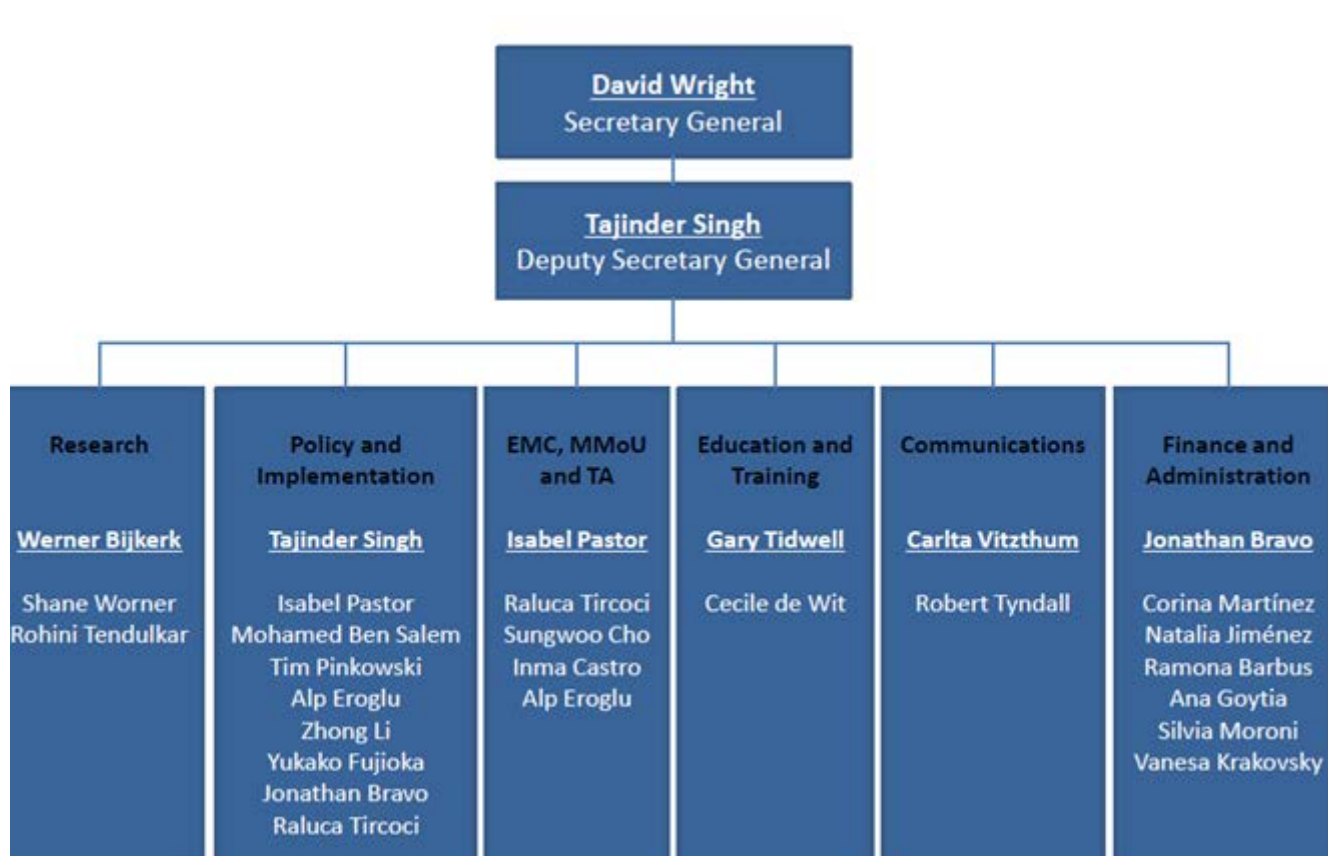 David Wright
Secretary General
Tajinder Singh
Deputy Secretary General
Research
Werner Bijkerk
Shane Worner
Rohini Tendulkar
Policy and
Implementation
Tajinder Singh
Isabel Pastor
Mohamed Ben Salem
Tim Pinkowski
Alp Eroglu
Zhong Li
Yukako Fujioka
Jonathan Bravo
Raluca Tircoci
EMC, MMoU
and TA
Isabel Pastor
Raluca Tircoci
Sungwoo Cho
Inma Castro
Alp Eroglu
Education and
Training
Gary Tidwell
Cecile de Wit
Communications
Carlta Vitzthum
Robert Tyndall
Finance and
Administration
Jonathan Bravo
Corina Martínez
Natalia Jiménez
Ramona Barbus
Ana Goytia
Silvia Moroni
Vanesa Krakovsky